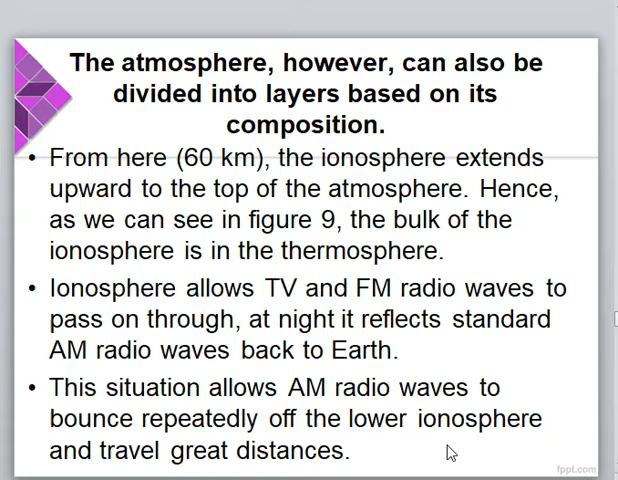 The atmosphere, however, can also be
divided into layers based on its
composition.
• From here (60 km), the ionosphere extends
upward to the top of the atmosphere. Hence,
as we can see in figure 9, the bulk of the
ionosphere is in the thermosphere.
• Ionosphere allows TV and FM radio waves to
pass on through, at night it reflects standard
AM radio waves back to Earth.
• This situation allows AM radio waves to
bounce repeatedly off the lower ionosphere
and travel great distances.
fppt.com